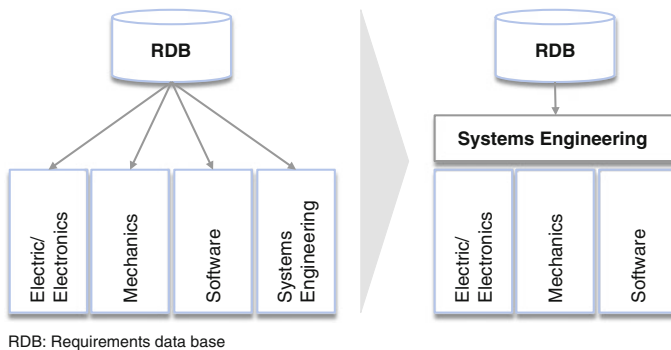 RDB
RDB
Systems Engineering
Electric/
Electronics
Mechanics
Software
Systems
Engineering
Electric/
Electronics
Mechanics
Software
RDB: Requirements data base